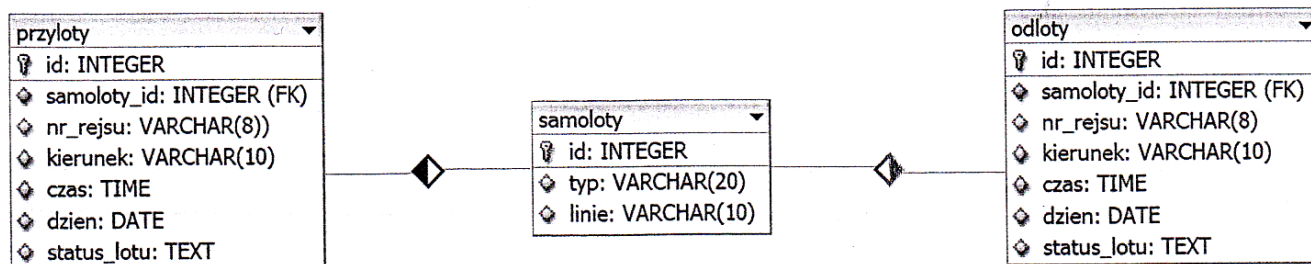 przyloty
id: INTEGER
samoloty_id: INTEGER (FK)
nr_rejsu: VARCHAR(8))
kierunek: VARCHAR(10)
czas: TIME
dzien: DATE
status_lotu: TEXT
samoloty
id: INTEGER
typ: VARCHAR(20)
linie: VARCHAR(10)
odloty
id: INTEGER
samoloty_id: INTEGER (FK)
nr_rejsu: VARCHAR(8)
kierunek: VARCHAR(10)
czas: TIME
dzien: DATE
status_lotu: TEXT